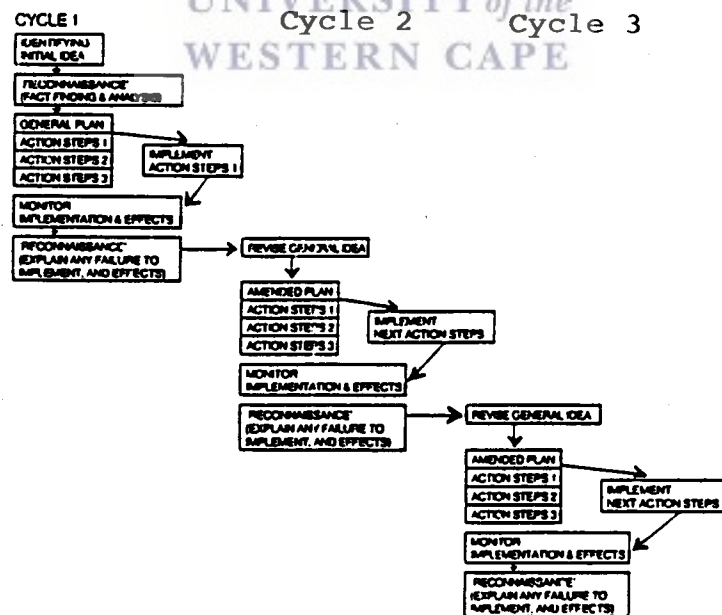 UNIVERSITY of the
WESTERN CAPE
CYCLE 1
Cycle 2
Cycle 3
IDENTIFYING
INITIAL IDEA
'RECONNAISSANCE'
(FACT FINDING & ANALYSIS)
GENERAL PLAN
ACTION STEPS 1
ACTION STEPS 2
ACTION STEPS 3
IMPLEMENT
ACTION STEPS 1
MONITOR
IMPLEMENTATION & EFFECTS
'RECONNAISSANCE'
(EXPLAIN ANY FAILURE TO
IMPLEMENT, AND EFFECTS)
REVISE GENERAL IDEA
AMENDED PLAN
ACTION STEPS 1
ACTION STEPS 2
ACTION STEPS 3
IMPLEMENT
NEXT ACTION STEPS
MONITOR
IMPLEMENTATION & EFFECTS
'RECONNAISSANCE'
(EXPLAIN ANY FAILURE TO
IMPLEMENT, AND EFFECTS)
REVISE GENERAL IDEA
AMENDED PLAN
ACTION STEPS 1
ACTION STEPS 2
ACTION STEPS 3
IMPLEMENT
NEXT ACTION STEPS
MONITOR
IMPLEMENTATION & EFFECTS
'RECONNAISSANCE'
(EXPLAIN ANY FAILURE TO
IMPLEMENT, AND EFFECTS)